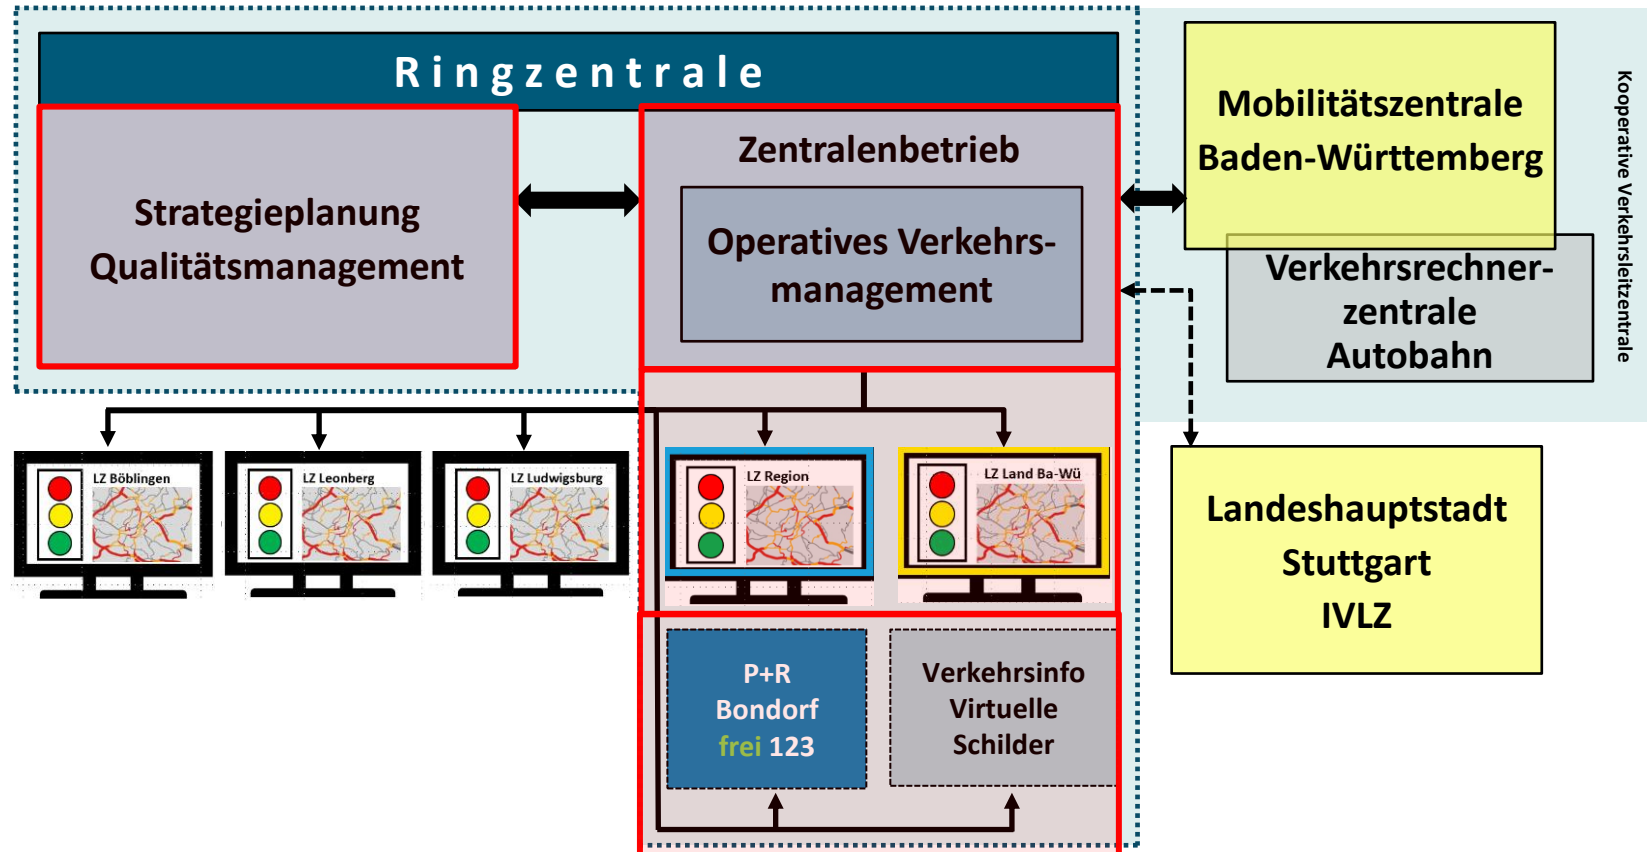 Ringzentrale
Strategieplanung
Qualitätsmanagement
Zentralenbetrieb
Operatives Verkehrs-
management
Mobilitätszentrale
Baden-Württemberg
Verkehrsrechner-
zentrale
Autobahn
Kooperative Verkehrsleitzentrale
LZ Böblingen
LZ Leonberg
LZ Ludwigsburg
LZ Region
LZ Land Ba-Wü
Landeshauptstadt
Stuttgart
IVLZ
P+R
Bondorf
frei 123
Verkehrsinfo
Virtuelle
Schilder